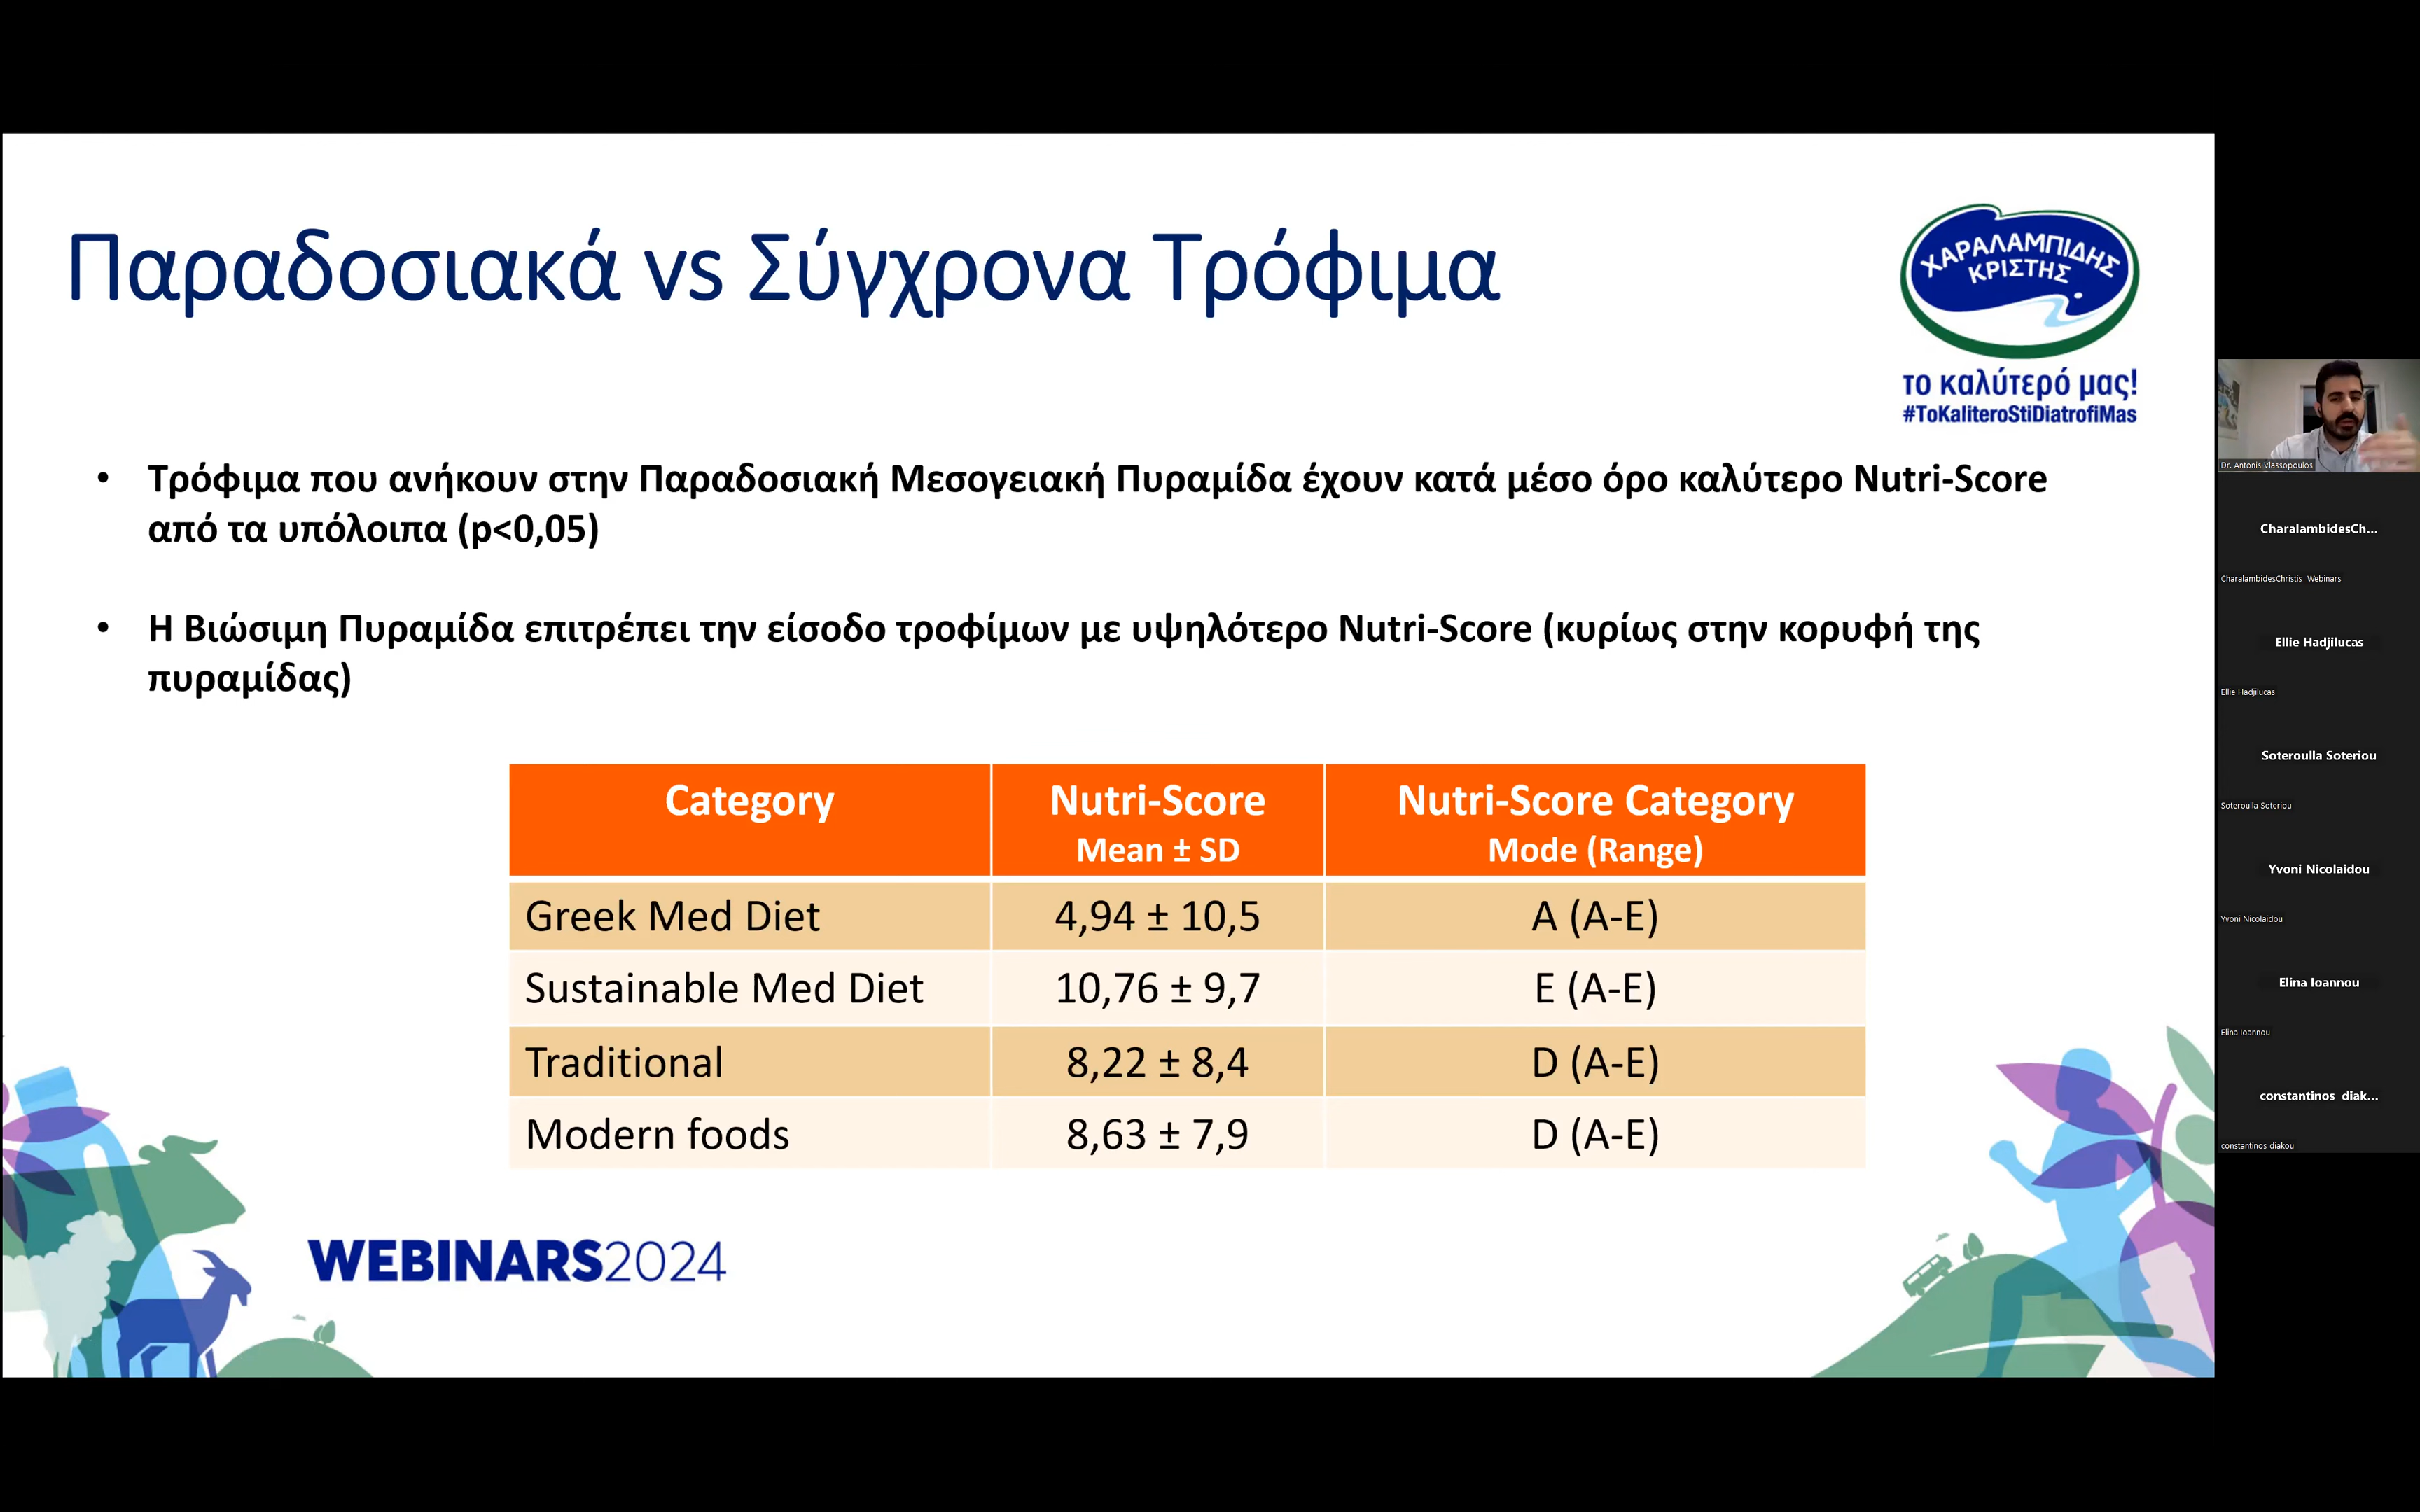 Παραδοσιακά vs Σύγχρονα Τρόφιμα
ΧΑΡΑΛΑΜΠΙΔΗΣ
ΚΡΙΣΤΗΣ
το καλύτερό μας!
#ToKaliteroStiDiatrofiMas
• Τρόφιμα που ανήκουν στην Παραδοσιακή Μεσογειακή Πυραμίδα έχουν κατά μέσο όρο καλύτερο Nutri-Score
από τα υπόλοιπα (p<0,05)
• Η Βιώσιμη Πυραμίδα επιτρέπει την είσοδο τροφίμων με υψηλότερο Nutri-Score (κυρίως στην κορυφή της
πυραμίδας)
Category Nutri-Score Nutri-Score Category
Mean ± SD Mode (Range)
Greek Med Diet 4,94 ± 10,5 A (A-E)
Sustainable Med Diet 10,76 ± 9,7 E (A-E)
Traditional 8,22 ± 8,4 D (A-E)
Modern foods 8,63 ± 7,9 D (A-E)
WEBINARS2024
Dr. Antonis Vlassopoulos
CharalambidesCh...
CharalambidesChristis Webinars
Ellie Hadjilucas
Ellie Hadjilucas
Soteroulla Soteriou
Soteroulla Soteriou
Yvoni Nicolaidou
Yvoni Nicolaidou
Elina Ioannou
Elina Ioannou
constantinos diak...
constantinos diakou